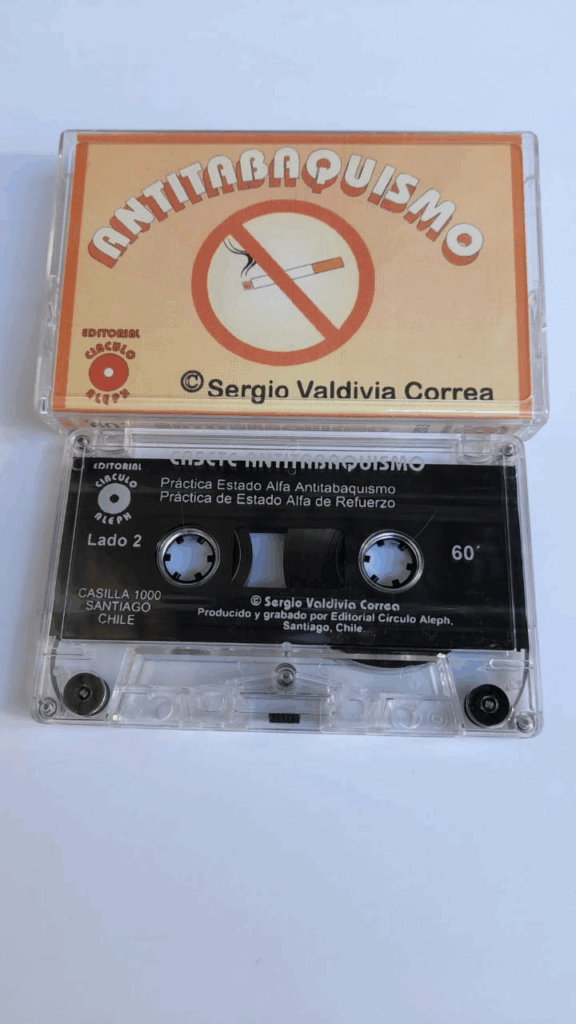 ANTITABAQUISMO
EDITORIAL
CIRCULO
ALEPH
© Sergio Valdivia Correa
CASETE ANTITABAQUISMO
EDITORIAL
CIRCULO
ALEPH
Práctica Estado Alfa Antitabaquismo
Práctica de Estado Alfa de Refuerzo
Lado 2
60´
CASILLA 1000
SANTIAGO
CHILE
© Sergio Valdivia Correa
Producido y grabado por Editorial Círculo Aleph,
Santiago, Chile.